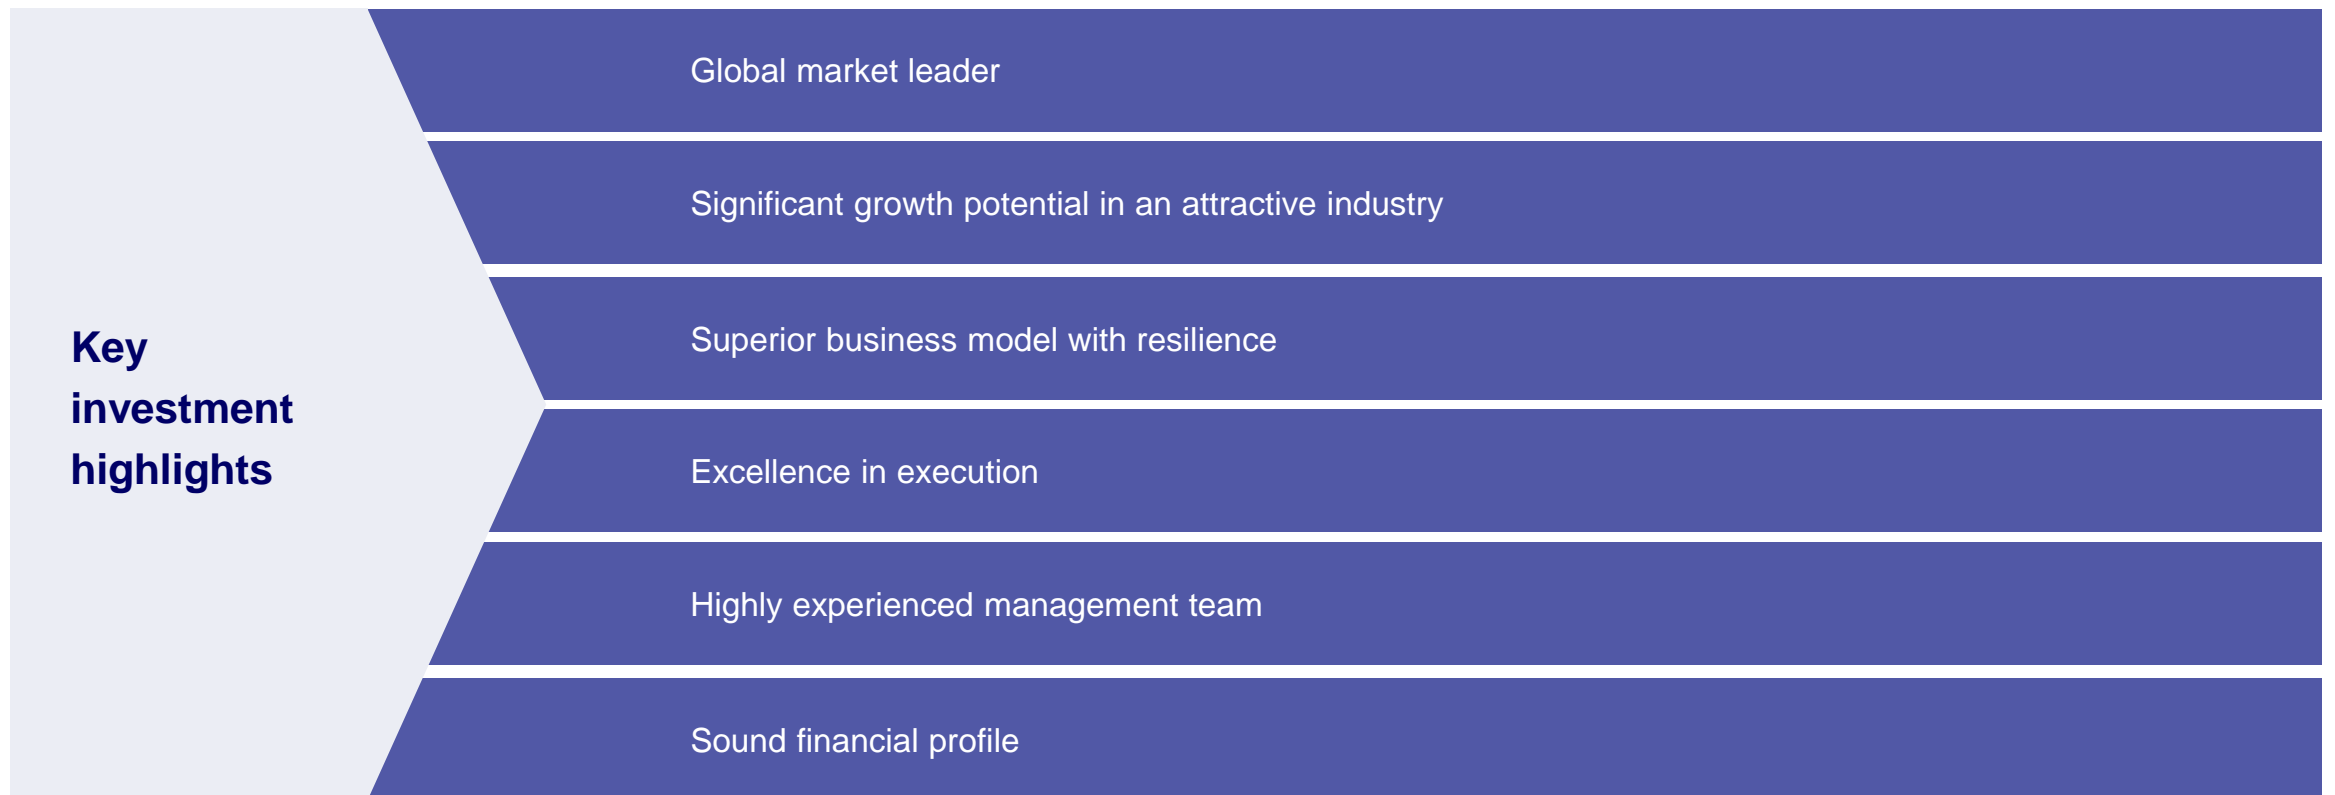 Key
investment
highlights
Global market leader
Significant growth potential in an attractive industry
Superior business model with resilience
Excellence in execution
Highly experienced management team
Sound financial profile